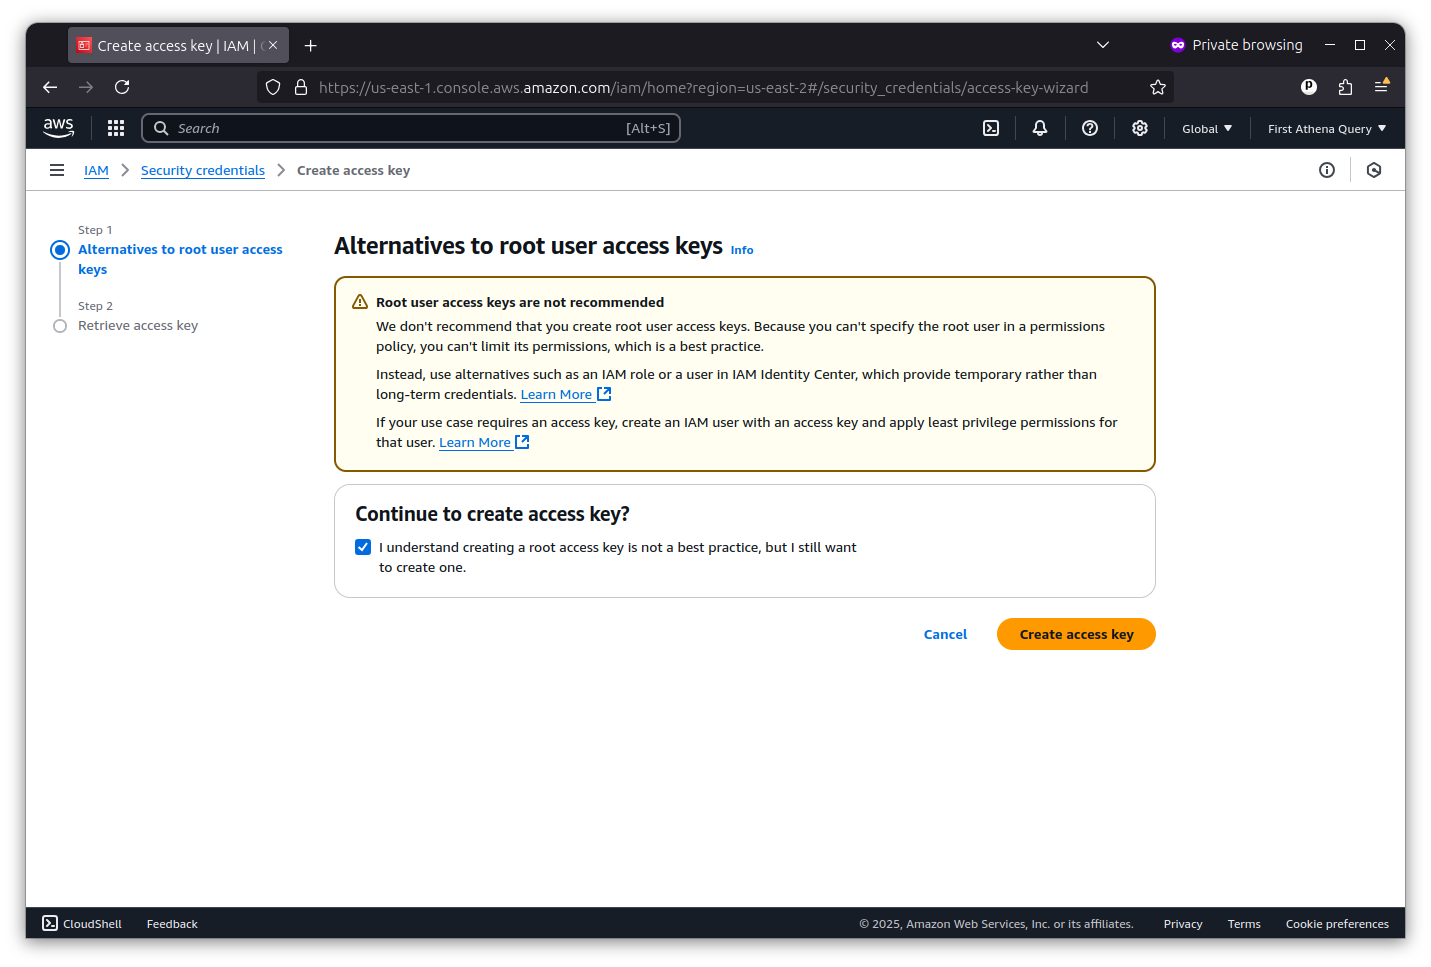 Create access key | IAM |
Private browsing
https://us-east-1.console.aws.amazon.com/iam/home?region=us-east-2#/security_credentials/access-key-wizard
aws
Search
[Alt+S]
Global
First Athena Query
IAM
Security credentials
Create access key
Step 1
Alternatives to root user access
keys
Step 2
Retrieve access key
Alternatives to root user access keys Info
Root user access keys are not recommended
We don't recommend that you create root user access keys. Because you can't specify the root user in a permissions
policy, you can't limit its permissions, which is a best practice.
Instead, use alternatives such as an IAM role or a user in IAM Identity Center, which provide temporary rather than
long-term credentials. Learn More
If your use case requires an access key, create an IAM user with an access key and apply least privilege permissions for
that user. Learn More
Continue to create access key?
I understand creating a root access key is not a best practice, but I still want
to create one.
Cancel
Create access key
CloudShell
Feedback
© 2025, Amazon Web Services, Inc. or its affiliates.
Privacy
Terms
Cookie preferences